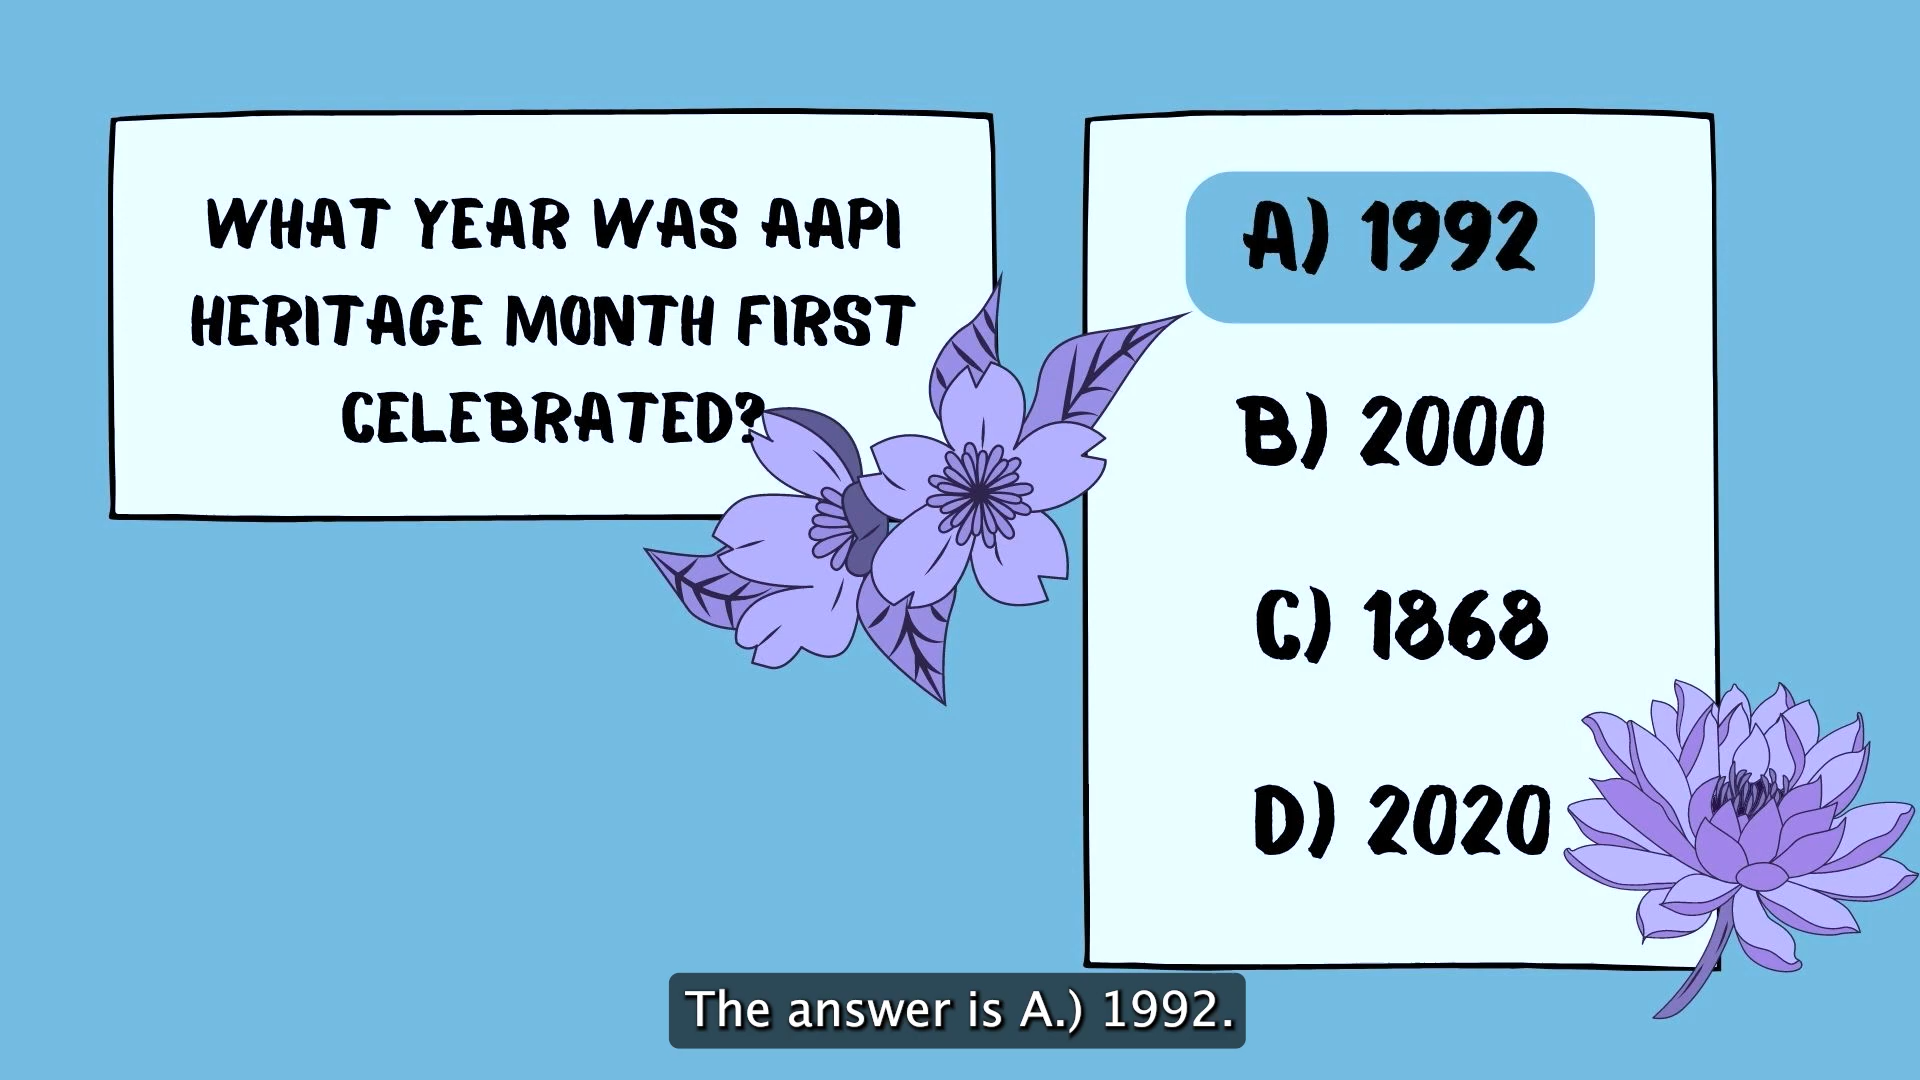 WHAT YEAR WAS AAPI
HERITAGE MONTH FIRST
CELEBRATED?
A) 1992
B) 2000
C) 1868
D) 2020
The answer is A.) 1992.